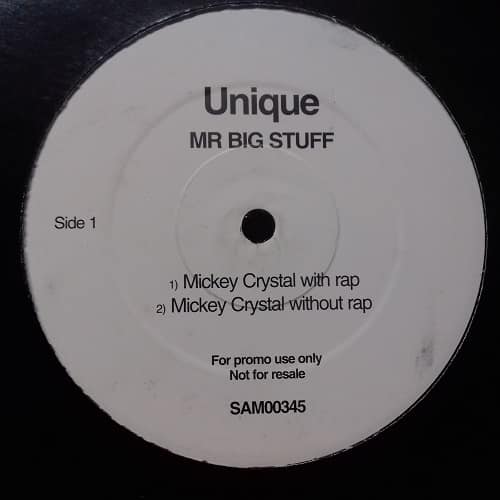 Unique
MR BIG STUFF
Side 1
1) Mickey Crystal with rap
2) Mickey Crystal without rap
For promo use only
Not for resale
SAM00345